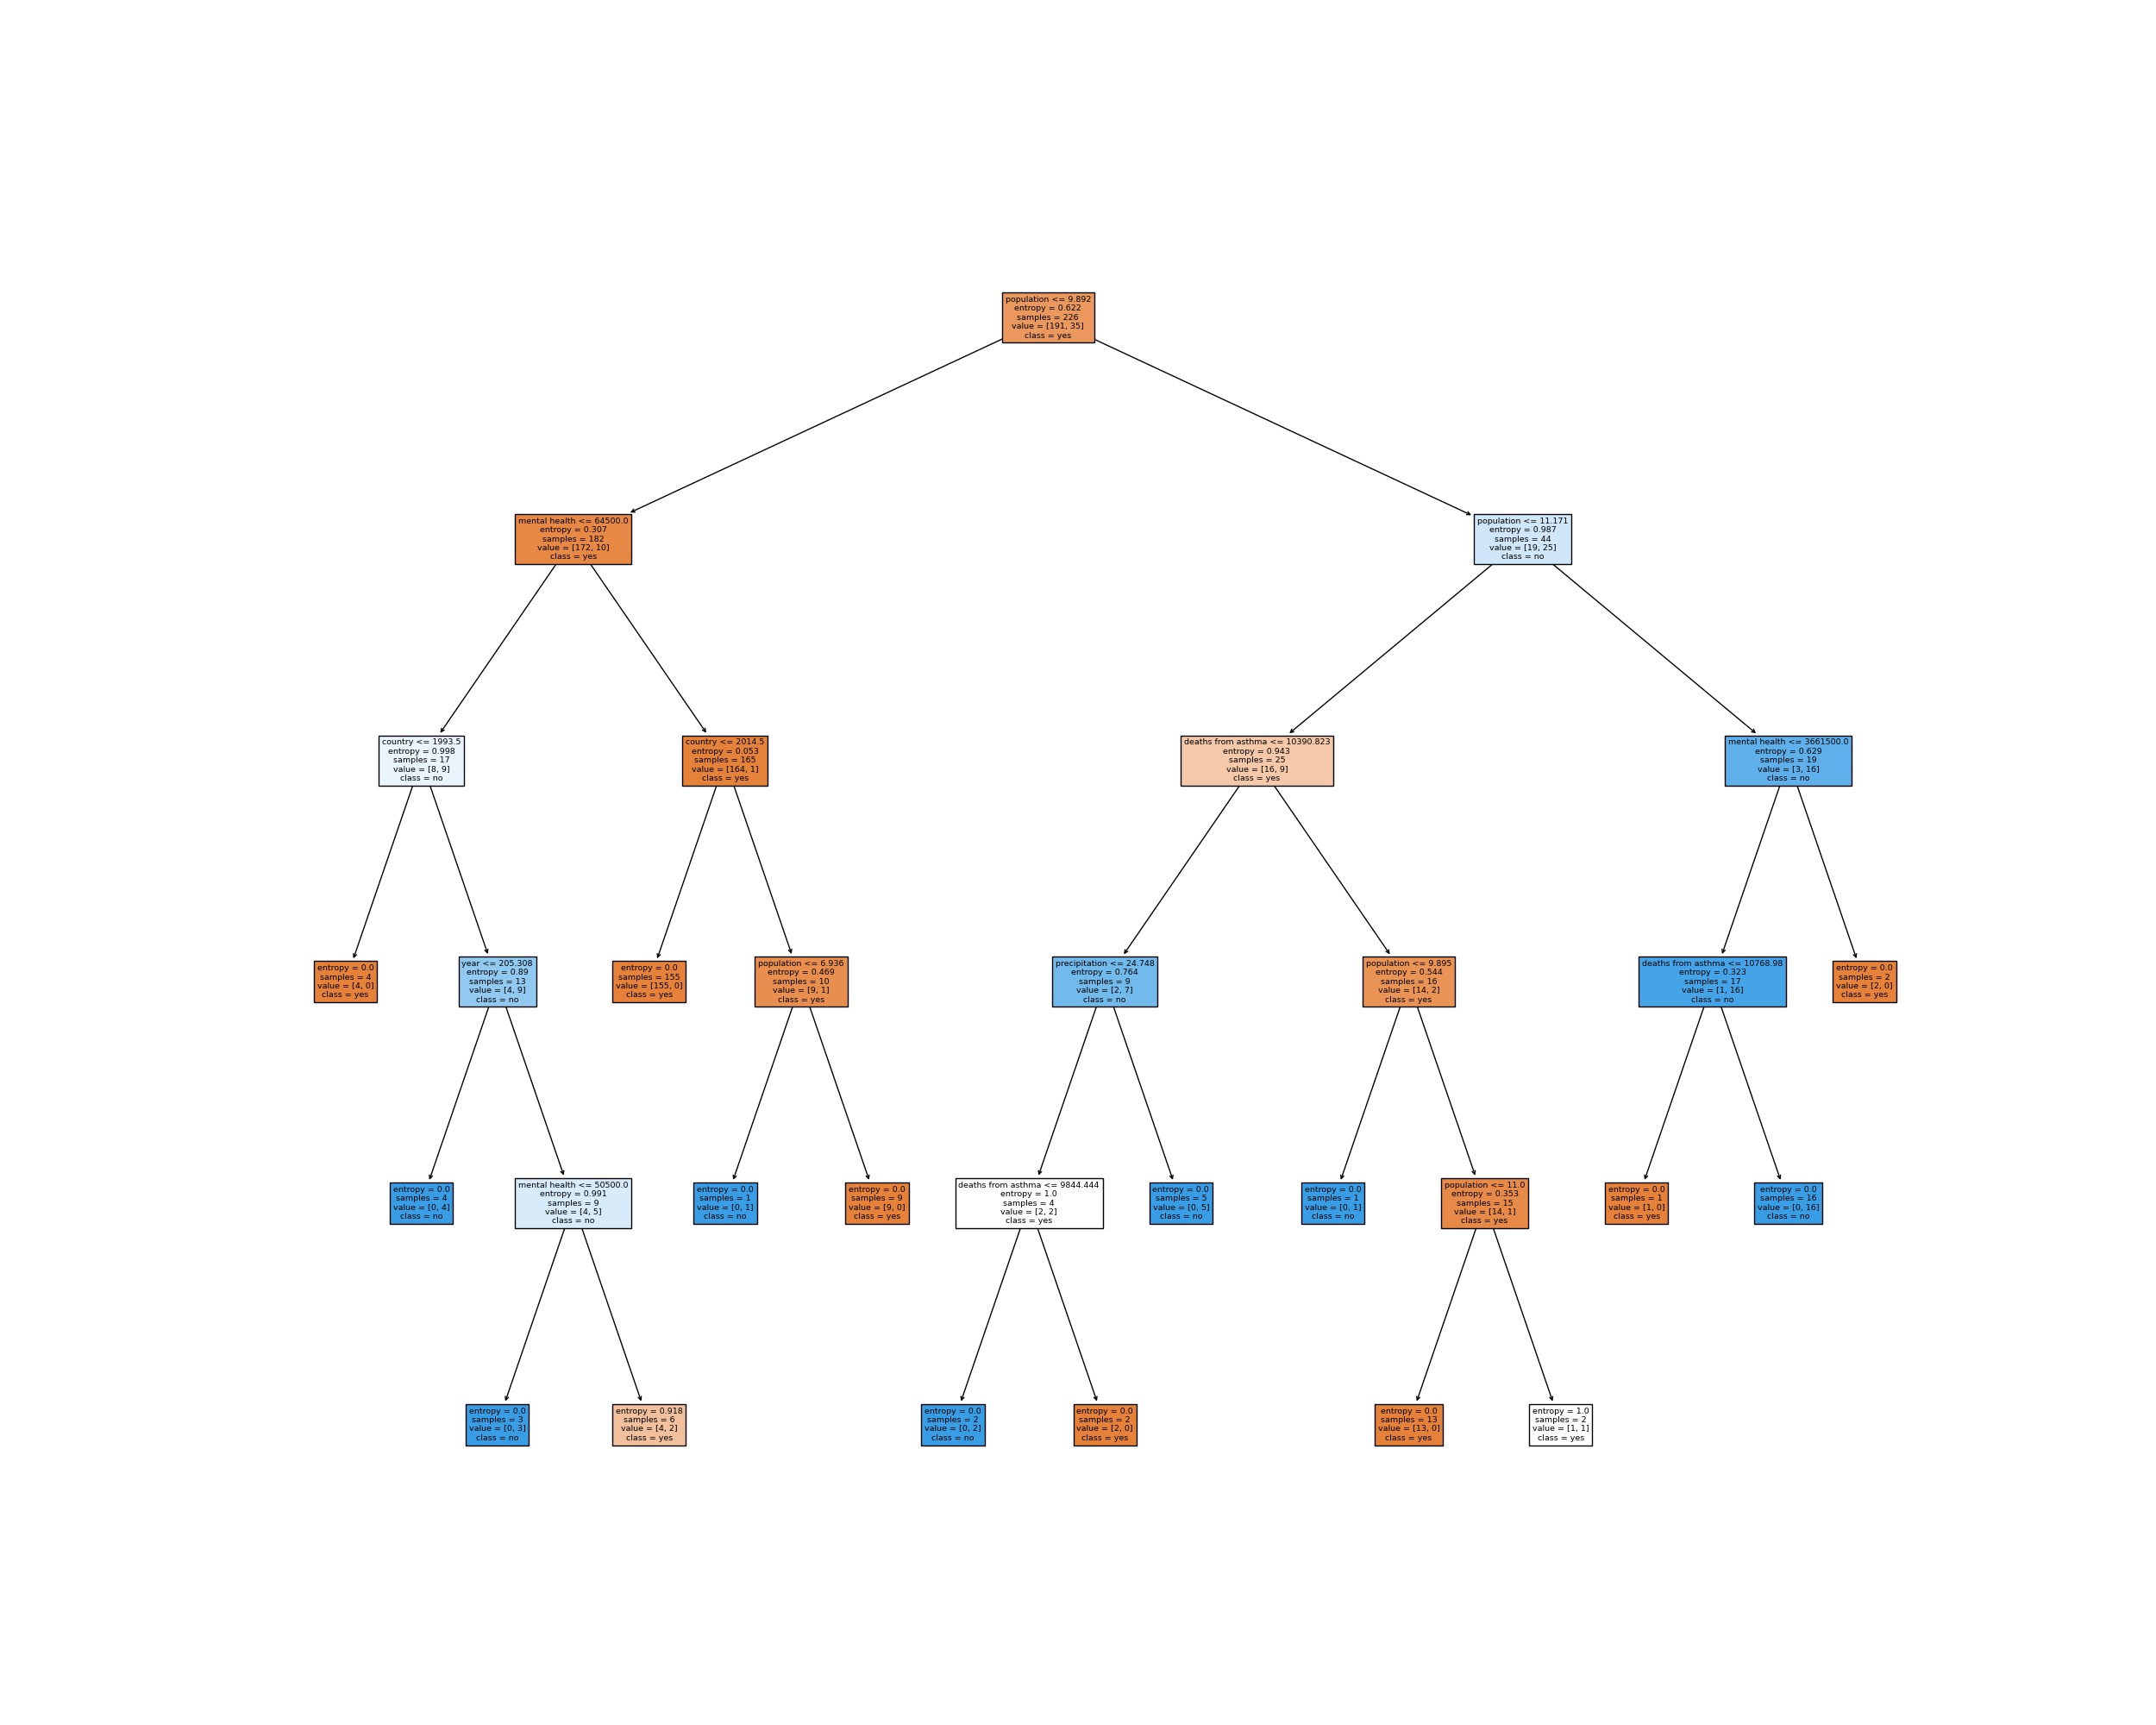 population <= 9.892
entropy = 0.622
samples = 226
value = [191, 35]
class = yes
mental health <= 64500.0
entropy = 0.307
samples = 182
value = [172, 10]
class = yes
population <= 11.171
entropy = 0.987
samples = 44
value = [19, 25]
class = no
country <= 1993.5
entropy = 0.998
samples = 17
value = [8, 9]
class = no
country <= 2014.5
entropy = 0.053
samples = 165
value = [164, 1]
class = yes
deaths from asthma <= 10390.823
entropy = 0.943
samples = 25
value = [16, 9]
class = yes
mental health <= 3661500.0
entropy = 0.629
samples = 19
value = [3, 16]
class = no
entropy = 0.0
samples = 4
value = [4, 0]
class = yes
year <= 205.308
entropy = 0.89
samples = 13
value = [4, 9]
class = no
entropy = 0.0
samples = 155
value = [155, 0]
class = yes
population <= 6.936
entropy = 0.469
samples = 10
value = [9, 1]
class = yes
precipitation <= 24.748
entropy = 0.764
samples = 9
value = [2, 7]
class = no
population <= 9.895
entropy = 0.544
samples = 16
value = [14, 2]
class = yes
deaths from asthma <= 10768.98
entropy = 0.323
samples = 17
value = [1, 16]
class = no
entropy = 0.0
samples = 2
value = [2, 0]
class = yes
entropy = 0.0
samples = 4
value = [0, 4]
class = no
mental health <= 50500.0
entropy = 0.991
samples = 9
value = [4, 5]
class = no
entropy = 0.0
samples = 1
value = [0, 1]
class = no
entropy = 0.0
samples = 9
value = [9, 0]
class = yes
deaths from asthma <= 9844.444
entropy = 1.0
samples = 4
value = [2, 2]
class = yes
entropy = 0.0
samples = 5
value = [0, 5]
class = no
entropy = 0.0
samples = 1
value = [0, 1]
class = no
population <= 11.0
entropy = 0.353
samples = 15
value = [14, 1]
class = yes
entropy = 0.0
samples = 1
value = [1, 0]
class = yes
entropy = 0.0
samples = 16
value = [0, 16]
class = no
entropy = 0.0
samples = 3
value = [0, 3]
class = no
entropy = 0.918
samples = 6
value = [4, 2]
class = yes
entropy = 0.0
samples = 2
value = [0, 2]
class = no
entropy = 0.0
samples = 2
value = [2, 0]
class = yes
entropy = 0.0
samples = 13
value = [13, 0]
class = yes
entropy = 1.0
samples = 2
value = [1, 1]
class = yes